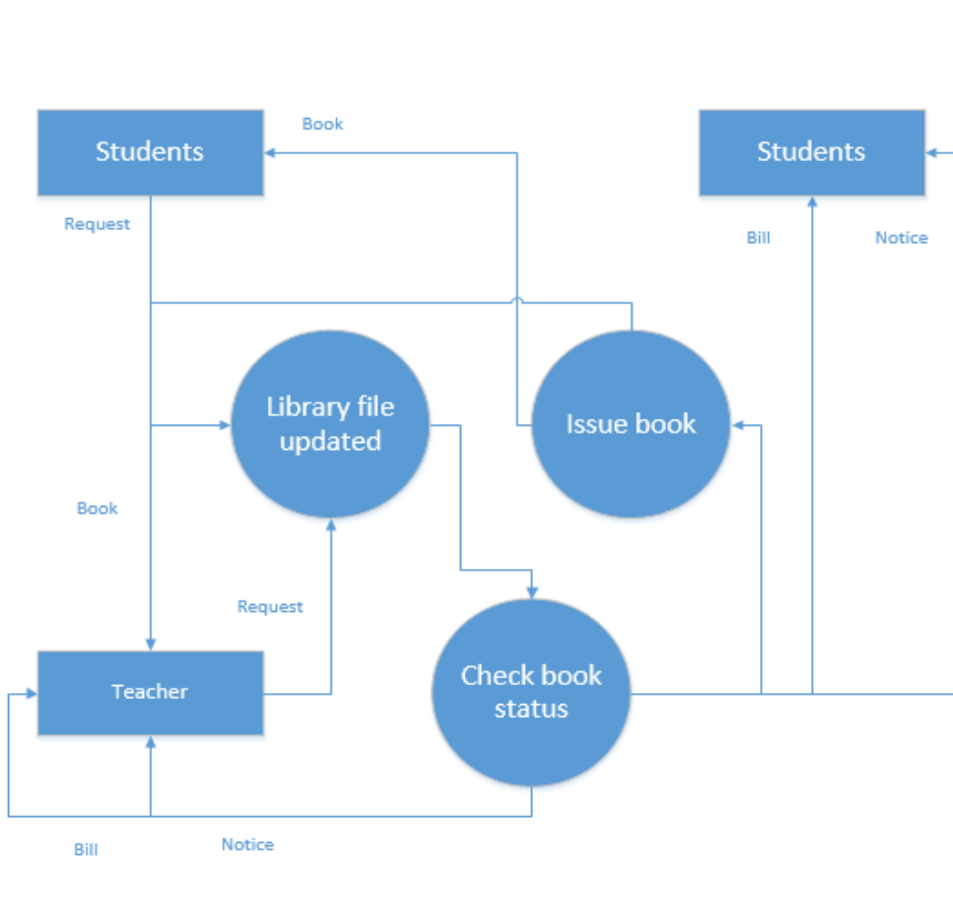 Book
Students
Students
Request
Bill
Notice
Library file
updated
Issue book
Book
Request
Check book
status
Teacher
Bill
Notice